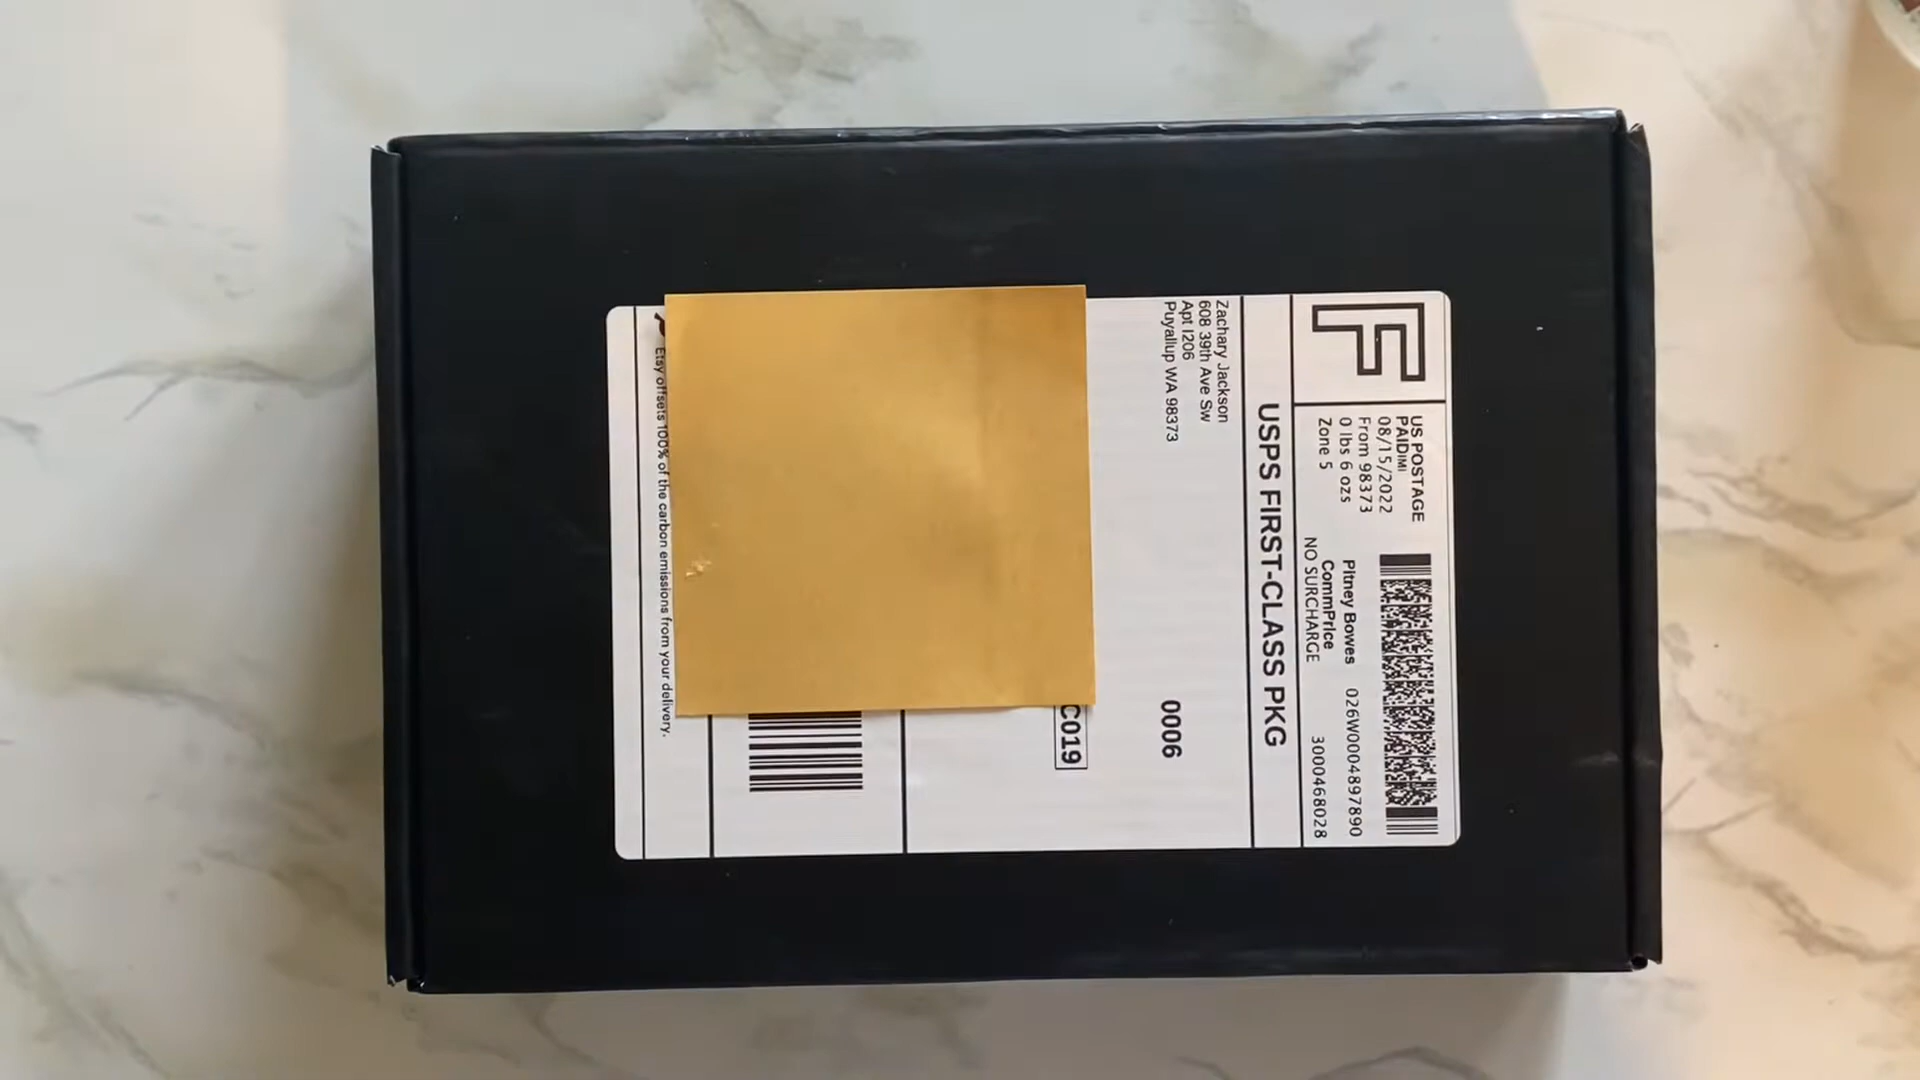 F
US POSTAGE
PAIDIMI
08/15/2022
From 98373
0 lbs 6 ozs
Zone 5
Pitney Bowes
CommPrice
NO SURCHARGE
026W0004897890
3000468028
USPS FIRST-CLASS PKG
Zachary Jackson
608 39th Ave Sw
Apt I206
Puyallup WA 98373
0006
C019
Etsy offsets 100% of the carbon emissions from your delivery.